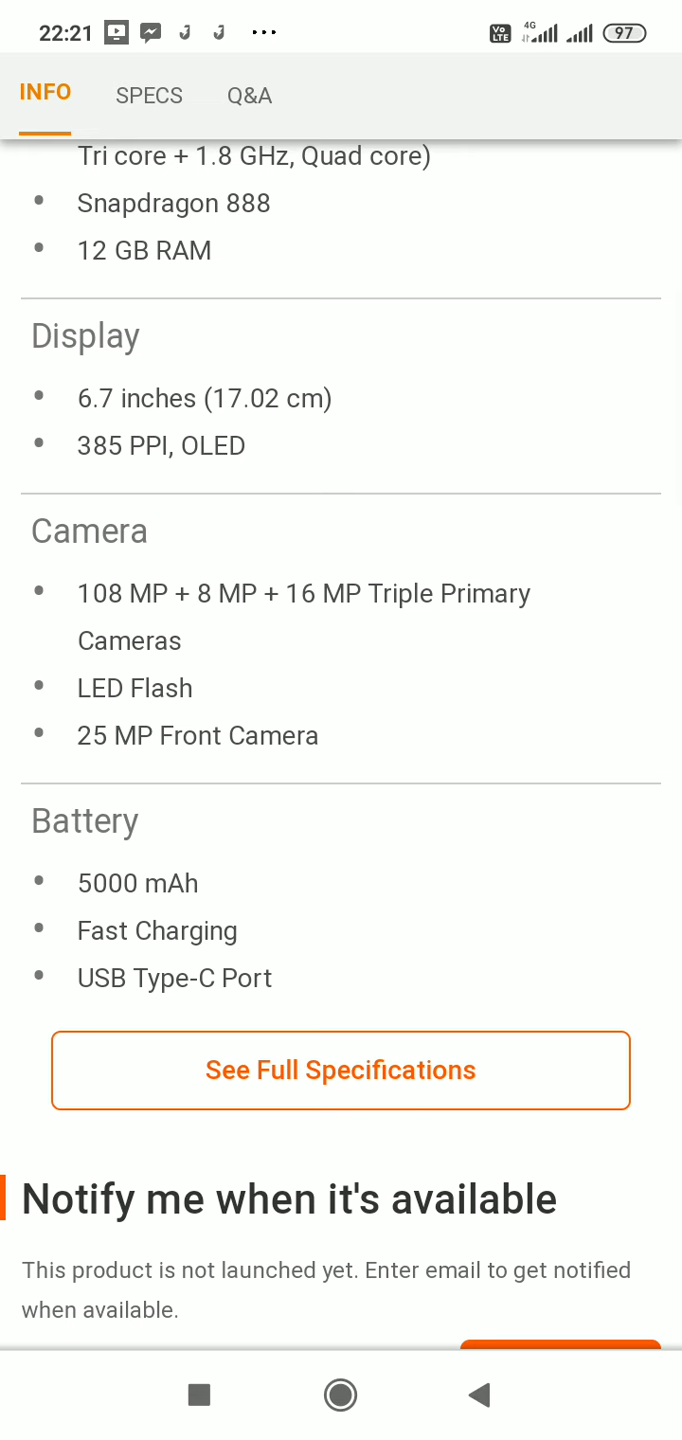 22:21
Vo LTE 4G 97
INFO SPECS Q&A
Tri core + 1.8 GHz, Quad core)
Snapdragon 888
12 GB RAM
Display
6.7 inches (17.02 cm)
385 PPI, OLED
Camera
108 MP + 8 MP + 16 MP Triple Primary
Cameras
LED Flash
25 MP Front Camera
Battery
5000 mAh
Fast Charging
USB Type-C Port
See Full Specifications
Notify me when it's available
This product is not launched yet. Enter email to get notified
when available.